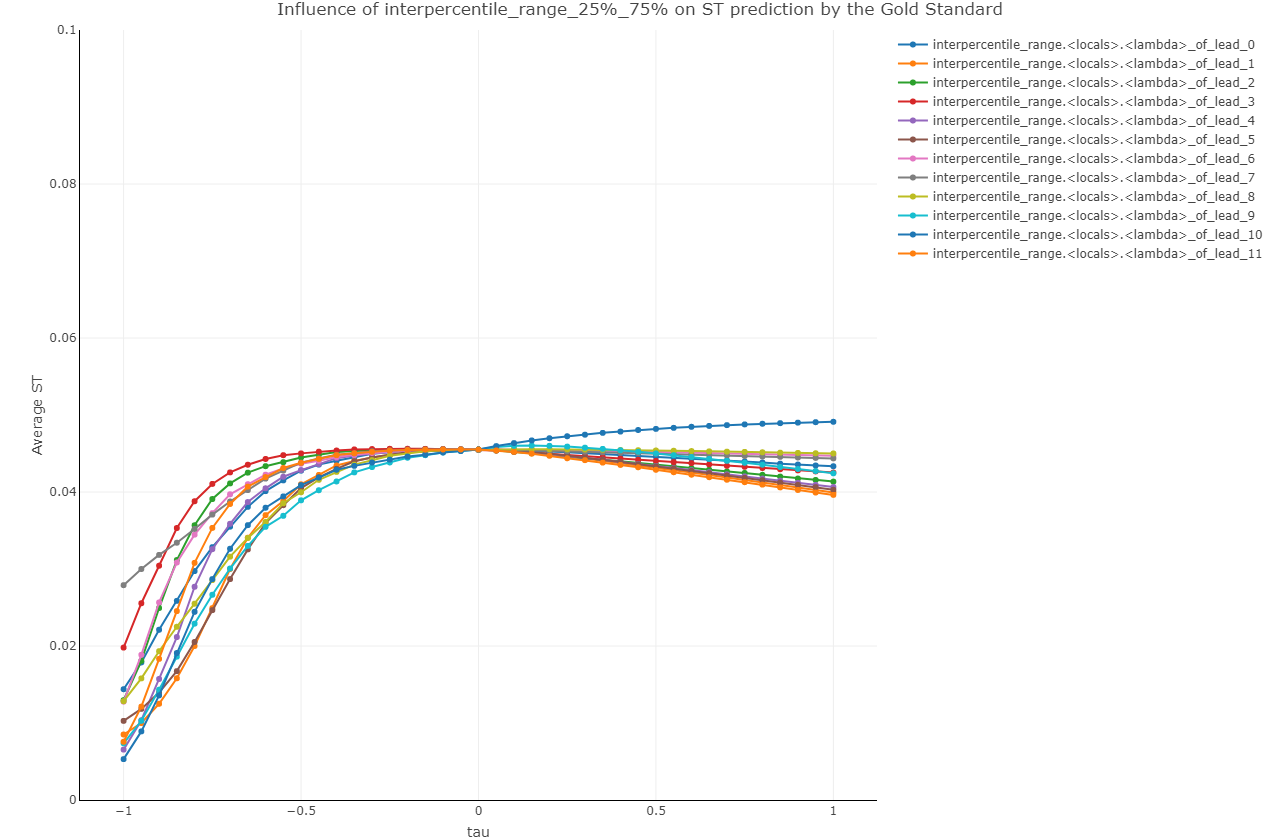 Influence of interpercentile_range_25%_75% on ST prediction by the Gold Standard
0.1
0.08
0.06
0.04
0.02
0
Average ST
−1
−0.5
0
0.5
1
tau
interpercentile_range.<locals>.<lambda>_of_lead_0
interpercentile_range.<locals>.<lambda>_of_lead_1
interpercentile_range.<locals>.<lambda>_of_lead_2
interpercentile_range.<locals>.<lambda>_of_lead_3
interpercentile_range.<locals>.<lambda>_of_lead_4
interpercentile_range.<locals>.<lambda>_of_lead_5
interpercentile_range.<locals>.<lambda>_of_lead_6
interpercentile_range.<locals>.<lambda>_of_lead_7
interpercentile_range.<locals>.<lambda>_of_lead_8
interpercentile_range.<locals>.<lambda>_of_lead_9
interpercentile_range.<locals>.<lambda>_of_lead_10
interpercentile_range.<locals>.<lambda>_of_lead_11